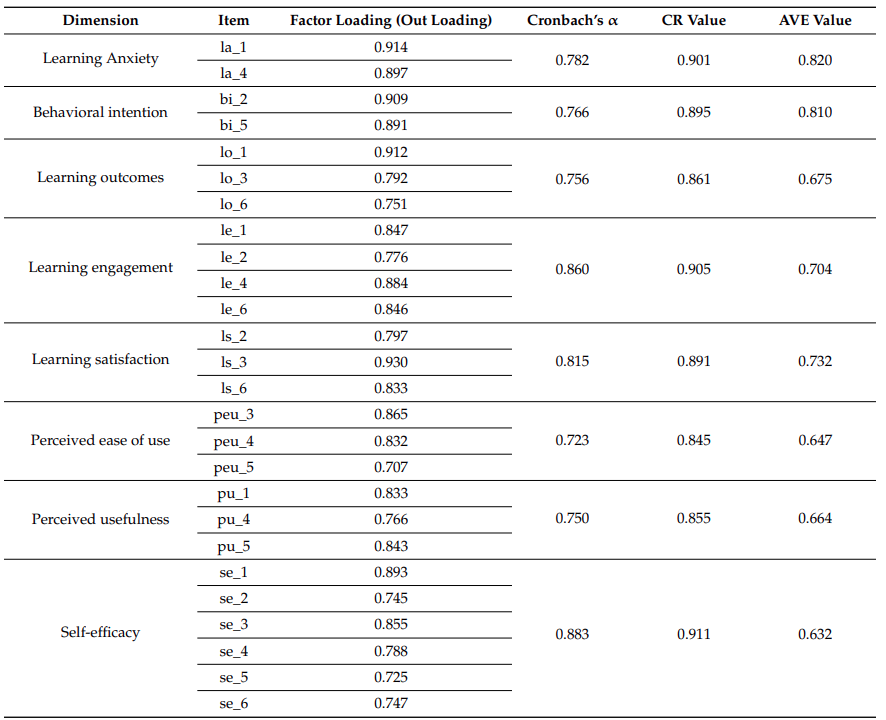 Dimension Item Factor Loading (Out Loading) Cronbach's α CR Value AVE Value
Learning Anxiety la_1 0.914 0.782 0.901 0.820
la_4 0.897
Behavioral intention bi_2 0.909 0.766 0.895 0.810
bi_5 0.891
Learning outcomes lo_1 0.912 0.756 0.861 0.675
lo_3 0.792
lo_6 0.751
Learning engagement le_1 0.847 0.860 0.905 0.704
le_2 0.776
le_4 0.884
le_6 0.846
Learning satisfaction ls_2 0.797 0.815 0.891 0.732
ls_3 0.930
ls_6 0.833
Perceived ease of use peu_3 0.865 0.723 0.845 0.647
peu_4 0.832
peu_5 0.707
Perceived usefulness pu_1 0.833 0.750 0.855 0.664
pu_4 0.766
pu_5 0.843
Self-efficacy se_1 0.893 0.883 0.911 0.632
se_2 0.745
se_3 0.855
se_4 0.788
se_5 0.725
se_6 0.747